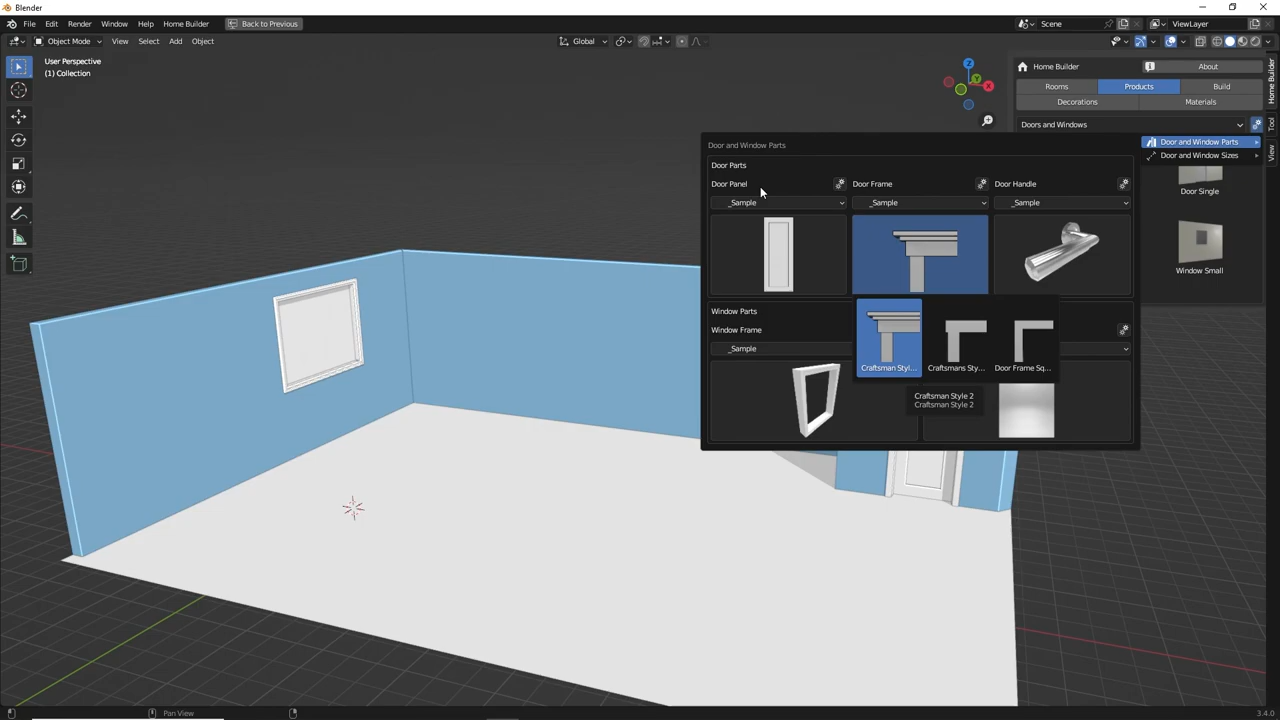 Blender
File Edit Render Window Help Home Builder Back to Previous Scene ViewLayer
Object Mode View Select Add Object Global
User Perspective
(1) Collection
Z
Y
X
Home Builder About
Rooms Products Build
Decorations Materials
Doors and Windows
Home Builder
Tool
View
Door and Window Parts
Door and Window Sizes
Door Single
Window Small
Door and Window Parts
Door Parts
Door Panel Door Frame Door Handle
_Sample _Sample _Sample
Window Parts
Window Frame
_Sample
Craftsman Styl... Craftsmans Sty... Door Frame Sq...
Craftsman Style 2
Craftsman Style 2
Pan View
3.4.0